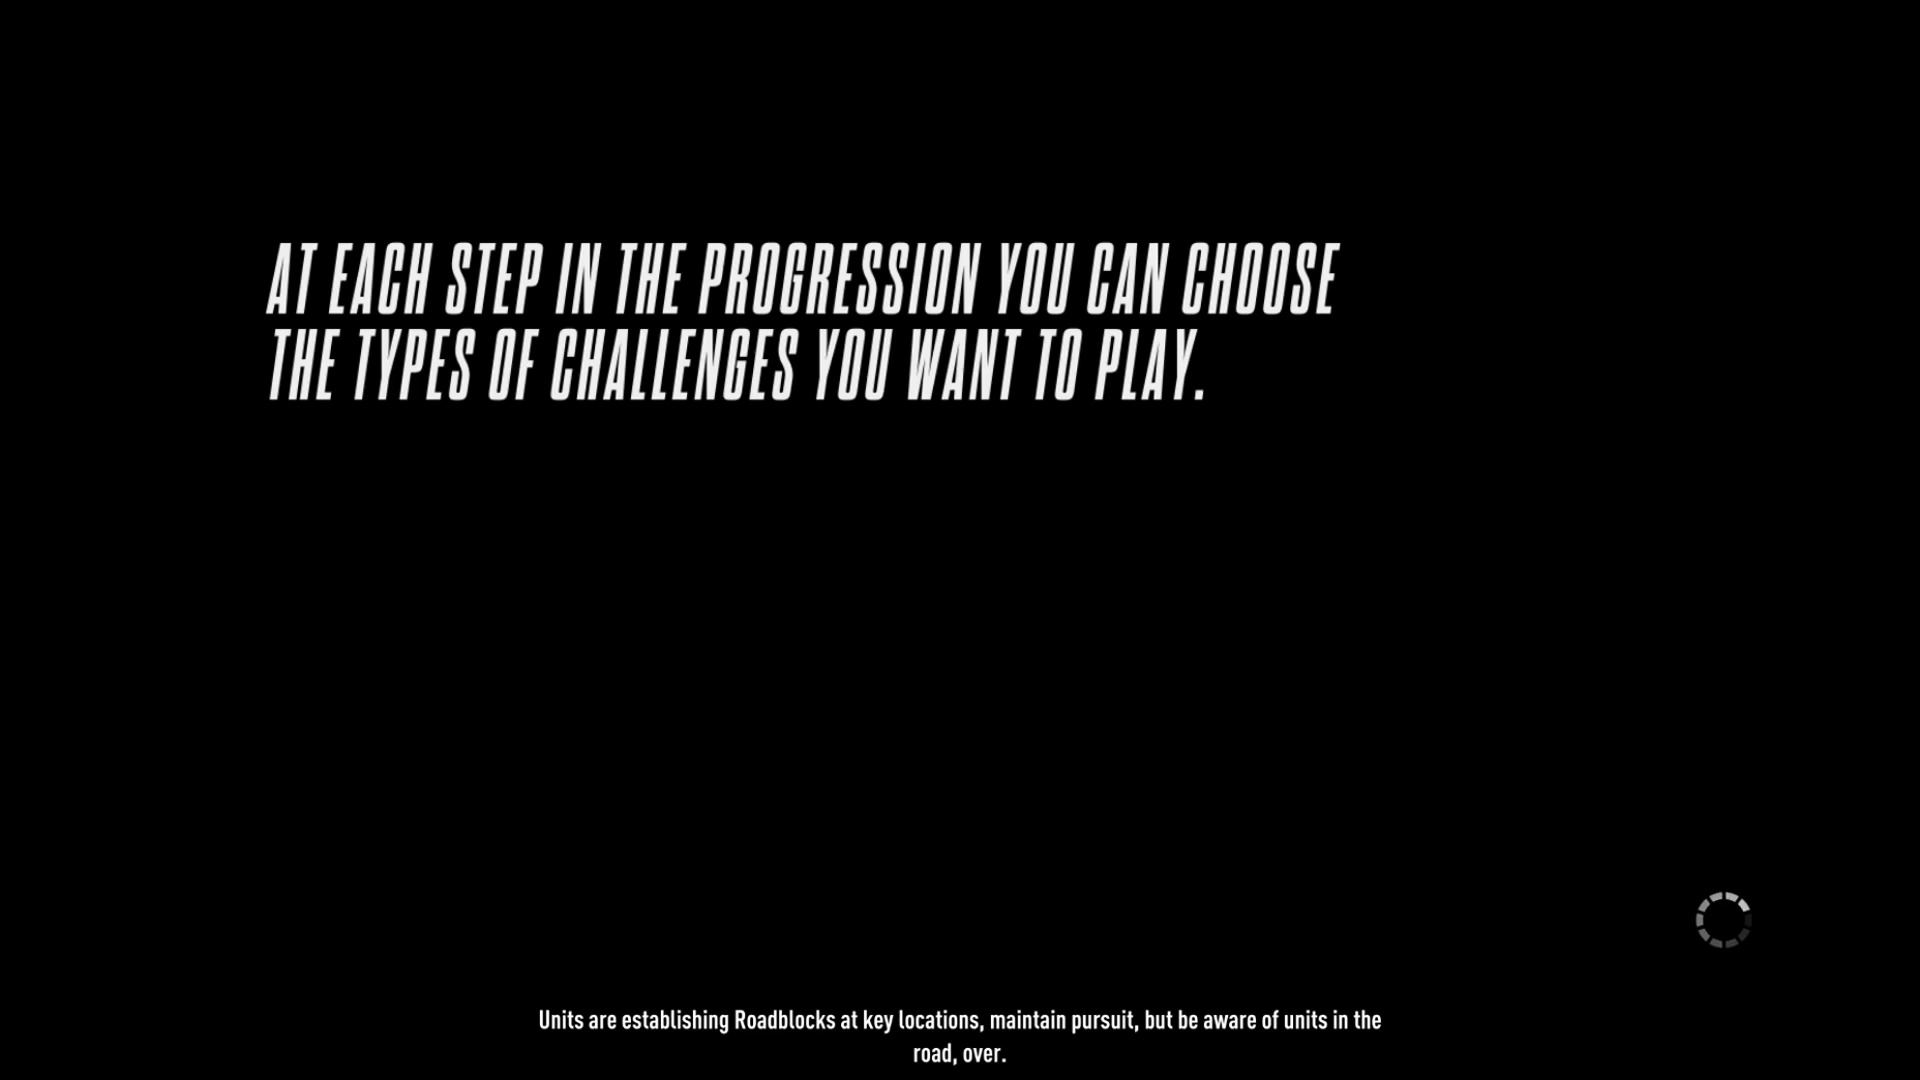 AT EACH STEP IN THE PROGRESSION YOU CAN CHOOSE
THE TYPES OF CHALLENGES YOU WANT TO PLAY.
Units are establishing Roadblocks at key locations, maintain pursuit, but be aware of units in the
road, over.